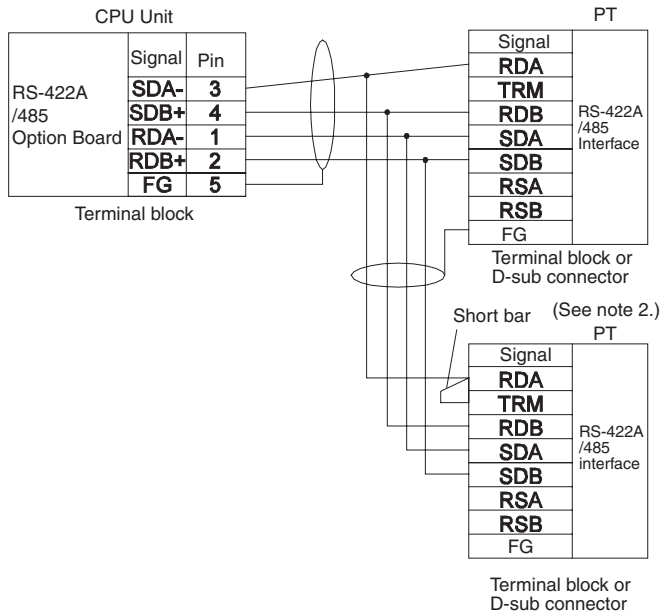 CPU Unit
RS-422A
/485
Option Board
Signal Pin
SDA- 3
SDB+ 4
RDA- 1
RDB+ 2
FG 5
Terminal block
PT
Signal
RDA
TRM
RDB
SDA
SDB
RSA
RSB
FG
RS-422A
/485
Interface
Terminal block or
D-sub connector
Short bar
(See note 2.)
PT
Signal
RDA
TRM
RDB
SDA
SDB
RSA
RSB
FG
RS-422A
/485
interface
Terminal block or
D-sub connector